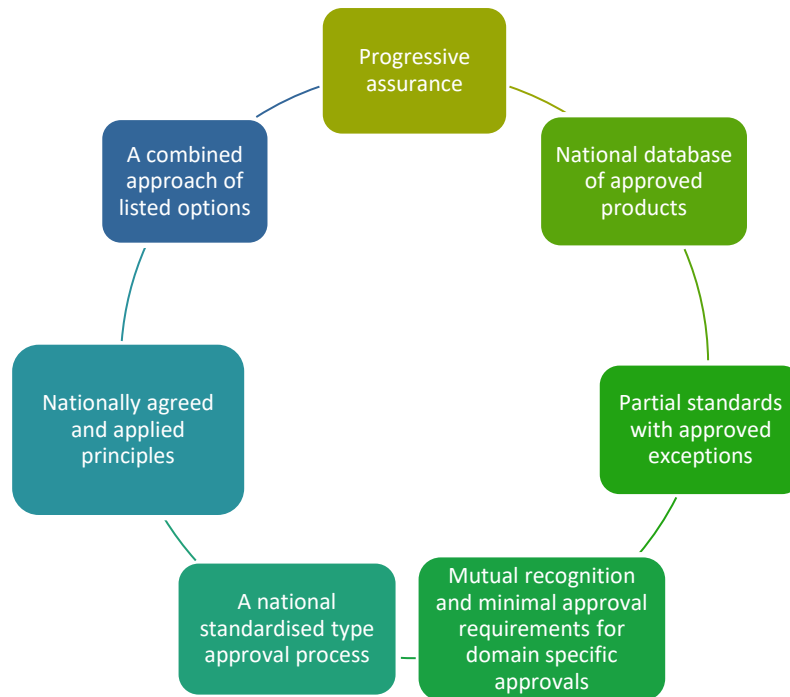 Progressive
assurance
National database
of approved
products
Partial standards
with approved
exceptions
Mutual recognition
and minimal approval
requirements for
domain specific
approvals
A national
standardised type
approval process
Nationally agreed
and applied
principles
A combined
approach of
listed options